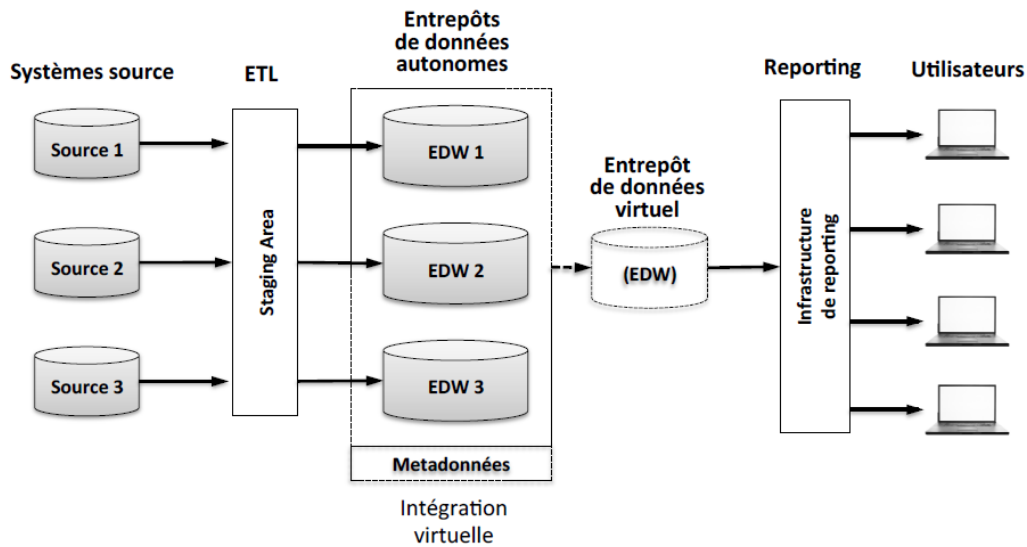 Systèmes source
ETL
Entrepôts
de données
autonomes
Reporting
Utilisateurs
Source 1
Source 2
Source 3
Staging Area
EDW 1
EDW 2
EDW 3
Metadonnées
Intégration
virtuelle
Entrepôt
de données
virtuel
(EDW)
Infrastructure
de reporting